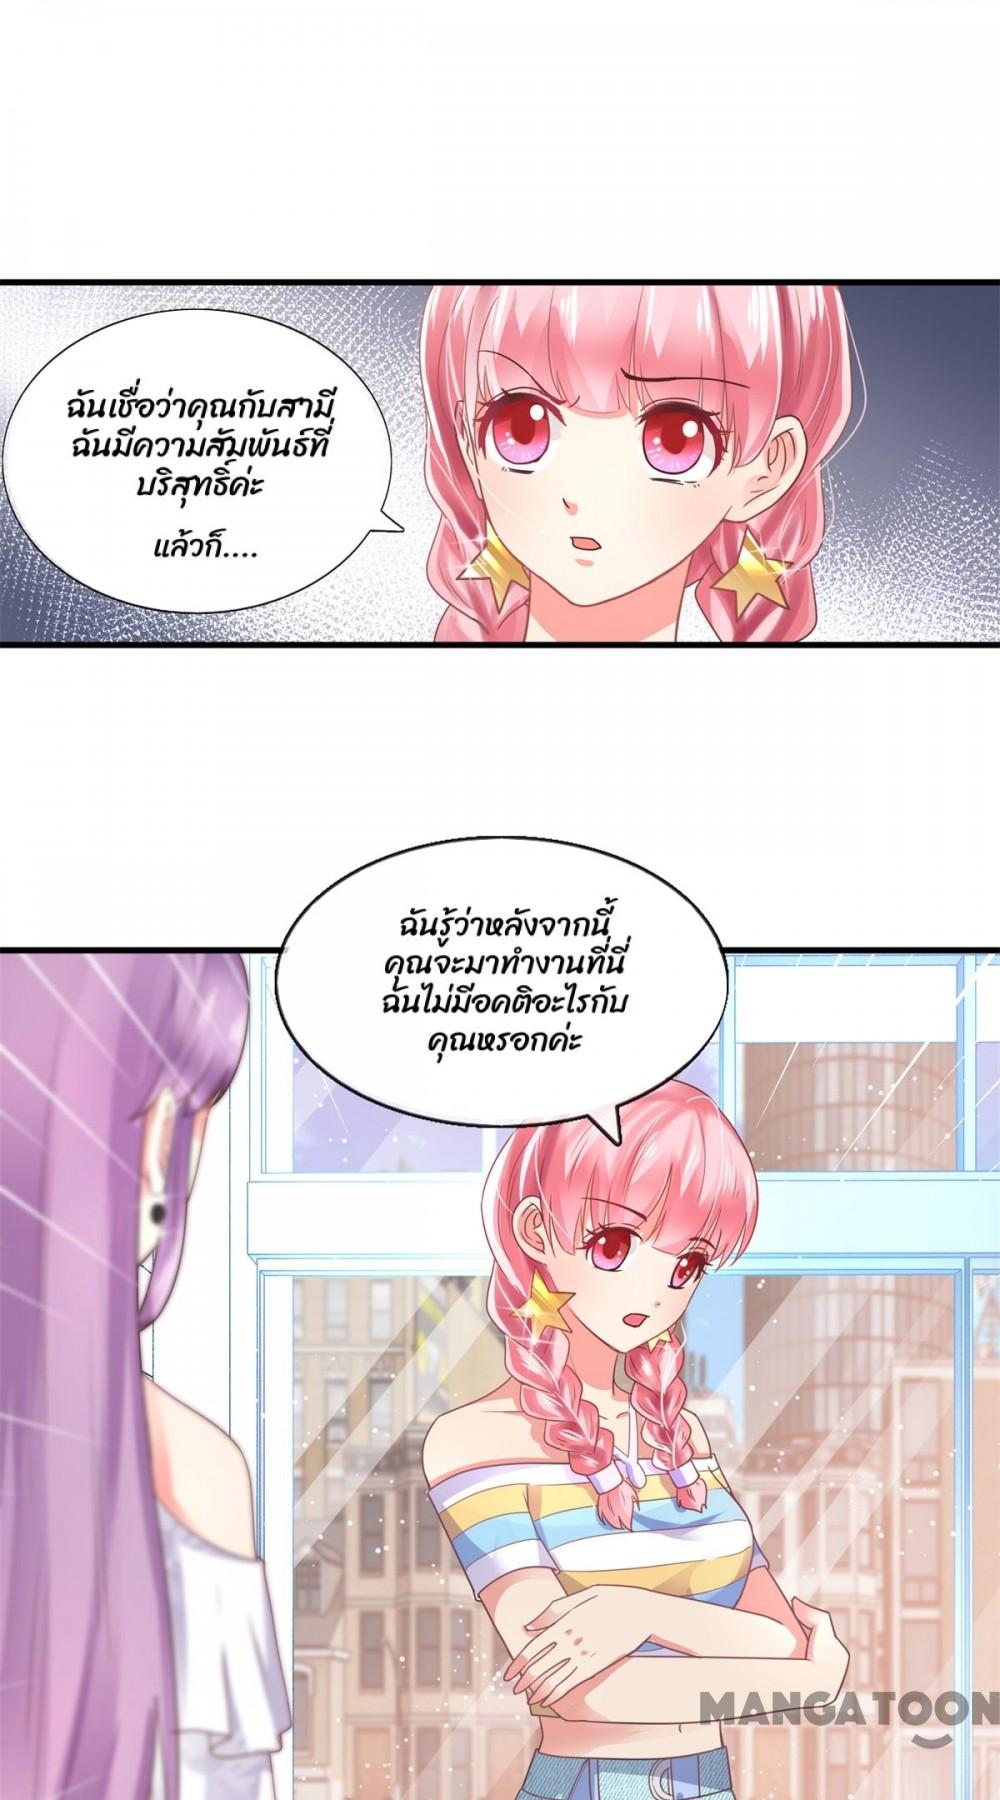 ฉันเชื่อว่าคุณกับสามี
ฉันมีความสัมพันธ์ที่
บริสุทธิ์ค่ะ
แล้วก็....
ฉันรู้ว่าหลังจากนี้
คุณจะมาทำงานที่นี่
ฉันไม่มีอคติอะไรกับ
คุณหรอกค่ะ
MANGATOON